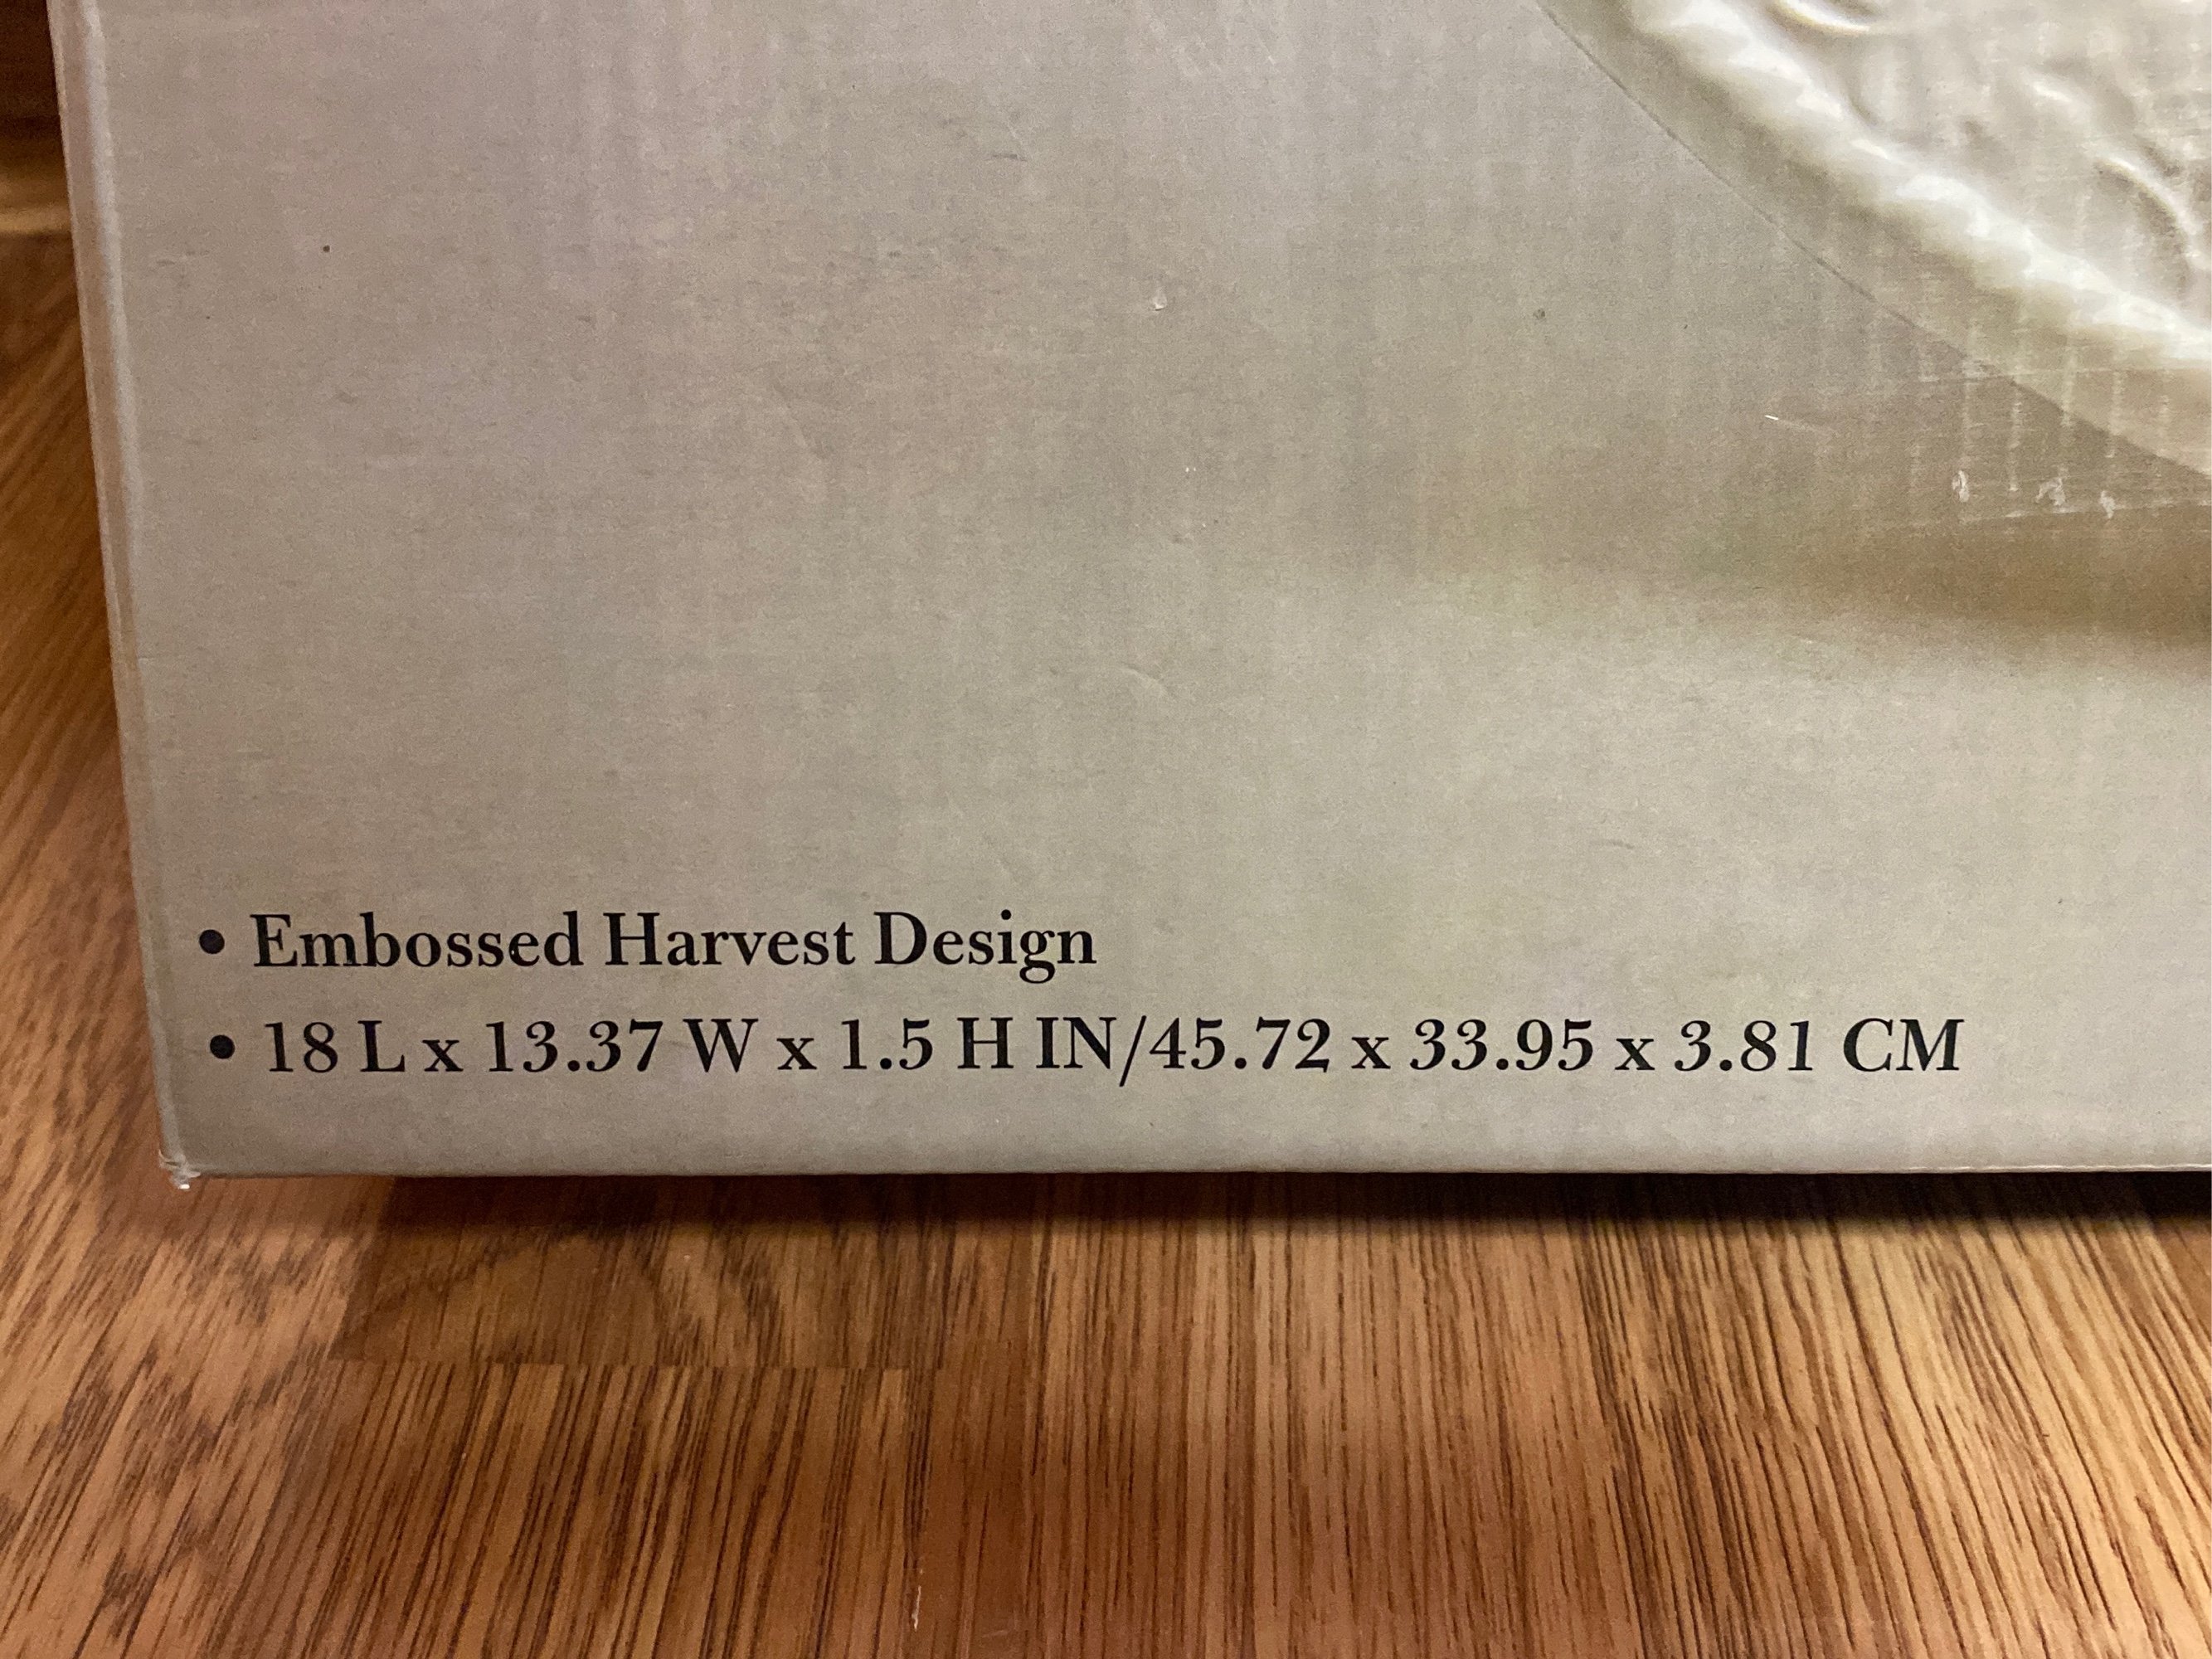 • Embossed Harvest Design
• 18 L x 13.37 W x 1.5 H IN/45.72 x 33.95 x 3.81 CM